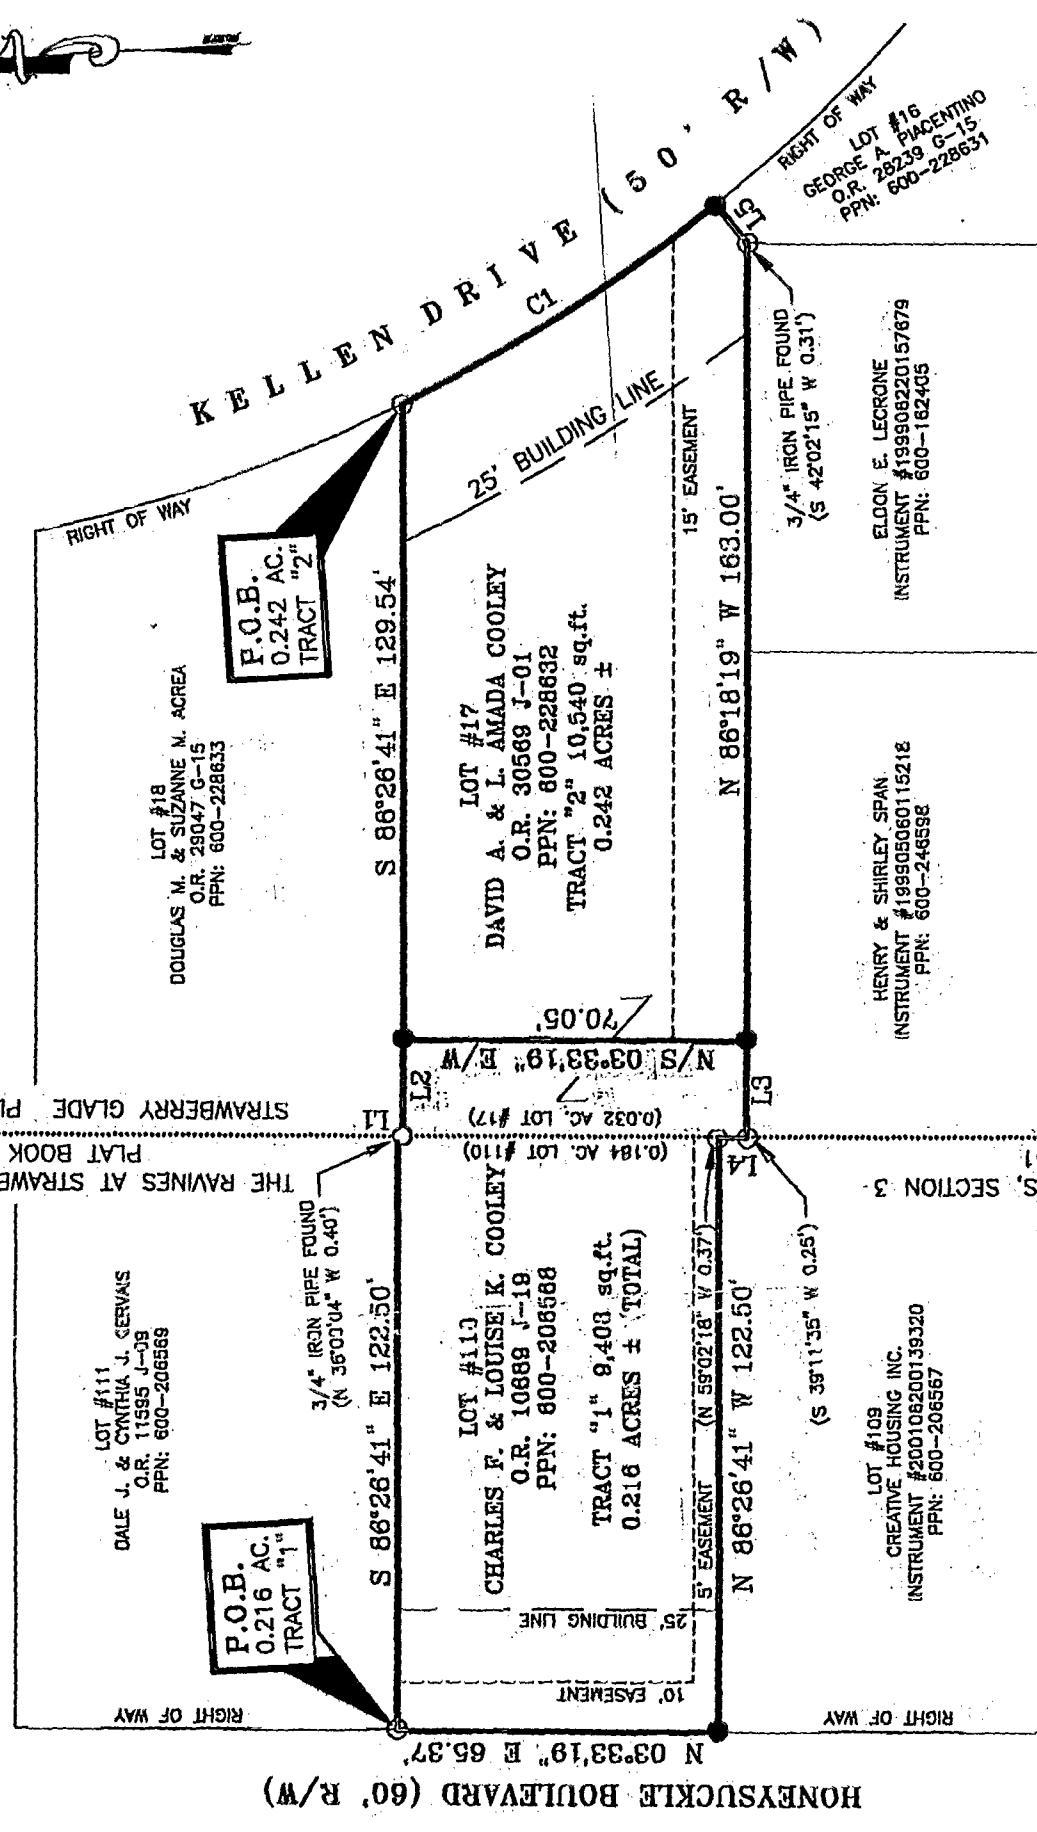 KELLEN DRIVE (50' R/W)
C1
RIGHT OF WAY
RIGHT OF WAY
LOT #16
GEORGE A. PIACENTINO
O.R. 28239 G-15
PPN: 600-228631
L5
P.O.B.
0.242 AC.
TRACT "2"
25' BUILDING LINE
15' EASEMENT
3/4" IRON PIPE FOUND
(S 42°02'15" W 0.31')
ELDON E. LECRONE
INSTRUMENT #199908220157679
PPN: 600-162405
LOT #18
DOUGLAS M. & SUZANNE M. ACREA
O.R. 29047 G-15
PPN: 600-228633
S 86°26'41" E 129.54'
LOT #17
DAVID A. & L. AMADA COOLEY
O.R. 30569 J-01
PPN: 600-228632
TRACT "2" 10,540 sq.ft.
0.242 ACRES ±
N 86°18'19" W 163.00'
HENRY & SHIRLEY SPAN
INSTRUMENT #199905060115218
PPN: 600-246598
70.05'
N/S 03°33'19" E/W
L2
L3
(0.032 AC. LOT #17)
STRAWBERRY GLADE
L1
(0.184 AC. LOT #110)
L4
PLAT BOOK
THE RAVINES AT
SECTION 3
3/4" IRON PIPE FOUND
(N 36°00'04" W 0.40')
LOT #111
DALE J. & CYNTHIA J. GERVAIS
O.R. 11595 J-09
PPN: 600-206569
S 86°26'41" E 122.50'
LOT #110
CHARLES F. & LOUISE K. COOLEY
O.R. 10889 J-19
PPN: 600-206568
TRACT "1" 9,403 sq.ft.
0.216 ACRES ± (TOTAL)
5' EASEMENT
(N 59°02'18" W 0.37')
N 86°26'41" W 122.50'
(S 39°11'35" W 0.25')
LOT #109
CREATIVE HOUSING INC.
INSTRUMENT #200108200139320
PPN: 600-206567
P.O.B.
0.216 AC.
TRACT "1"
25' BUILDING LINE
10' EASEMENT
RIGHT OF WAY
RIGHT OF WAY
N 03°33'19" E 65.37'
HONEYSUCKLE BOULEVARD (60' R/W)